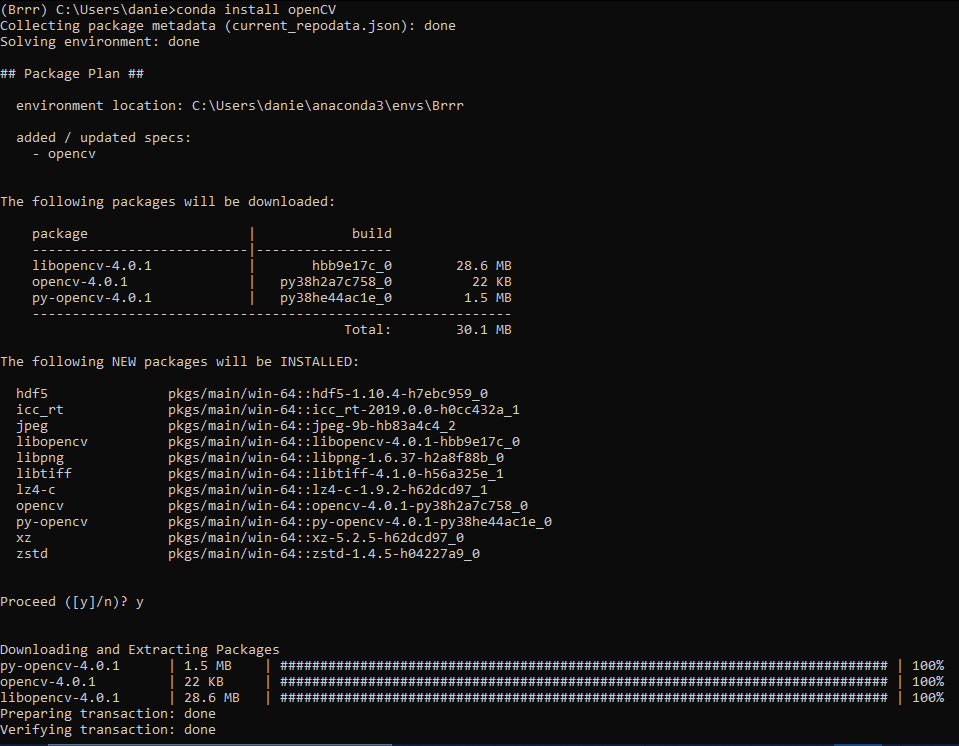 (Brrr) C:\Users\danie>conda install openCV
Collecting package metadata (current_repodata.json): done
Solving environment: done
## Package Plan ##
environment location: C:\Users\danie\anaconda3\envs\Brrr
added / updated specs:
- opencv
The following packages will be downloaded:
package | build
---------------------------|-----------------
libopencv-4.0.1 | hbb9e17c_0 28.6 MB
opencv-4.0.1 | py38h2a7c758_0 22 KB
py-opencv-4.0.1 | py38he44ac1e_0 1.5 MB
------------------------------------------------------------
Total: 30.1 MB
The following NEW packages will be INSTALLED:
hdf5 pkgs/main/win-64::hdf5-1.10.4-h7ebc959_0
icc_rt pkgs/main/win-64::icc_rt-2019.0.0-h0cc432a_1
jpeg pkgs/main/win-64::jpeg-9b-hb83a4c4_2
libopencv pkgs/main/win-64::libopencv-4.0.1-hbb9e17c_0
libpng pkgs/main/win-64::libpng-1.6.37-h2a8f88b_0
libtiff pkgs/main/win-64::libtiff-4.1.0-h56a325e_1
lz4-c pkgs/main/win-64::lz4-c-1.9.2-h62dcd97_1
opencv pkgs/main/win-64::opencv-4.0.1-py38h2a7c758_0
py-opencv pkgs/main/win-64::py-opencv-4.0.1-py38he44ac1e_0
xz pkgs/main/win-64::xz-5.2.5-h62dcd97_0
zstd pkgs/main/win-64::zstd-1.4.5-h04227a9_0
Proceed ([y]/n)? y
Downloading and Extracting Packages
py-opencv-4.0.1 | 1.5 MB | ############################################################################ | 100%
opencv-4.0.1 | 22 KB | ############################################################################ | 100%
libopencv-4.0.1 | 28.6 MB | ############################################################################ | 100%
Preparing transaction: done
Verifying transaction: done